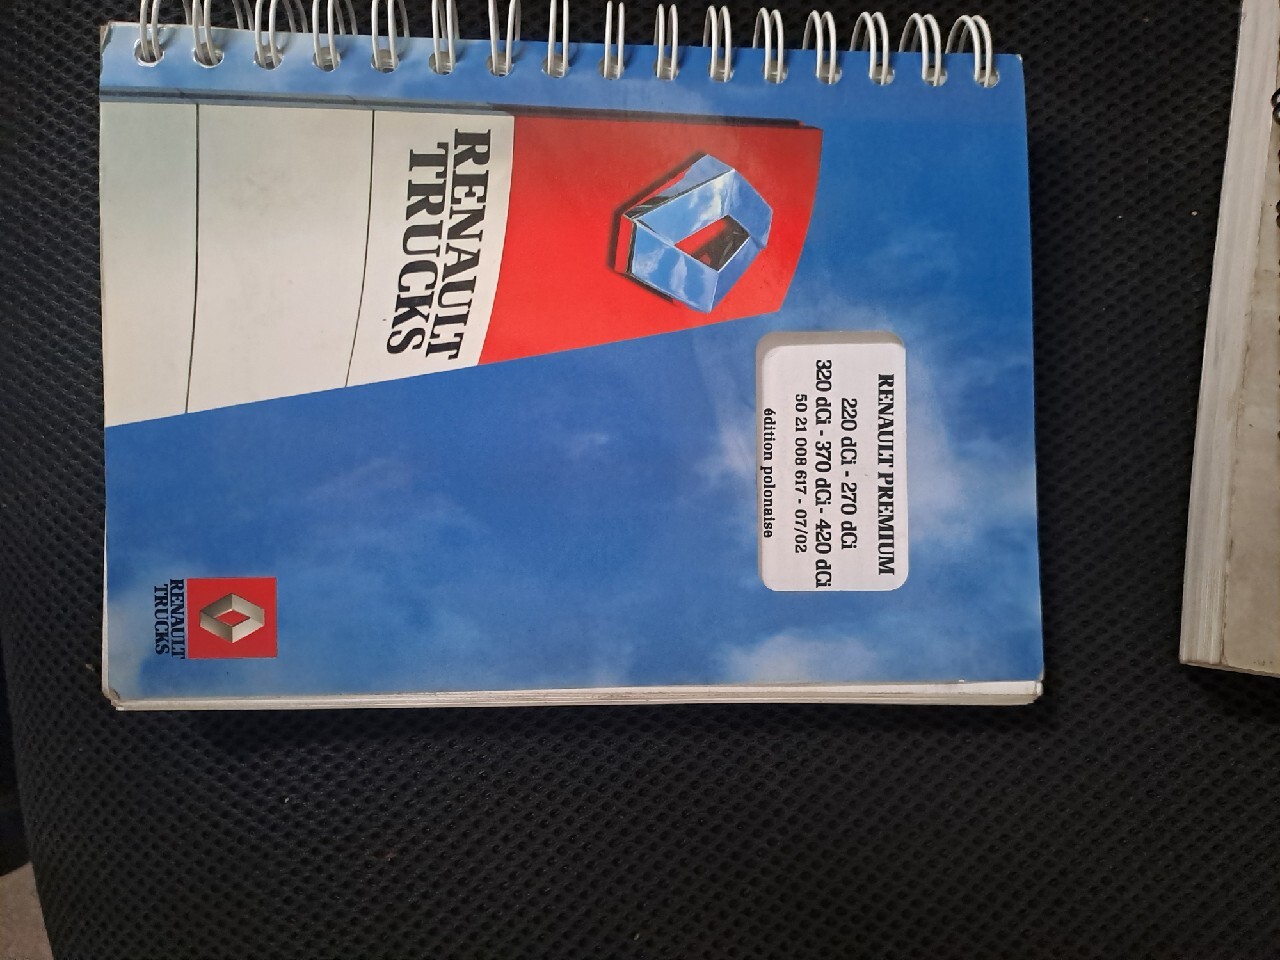 RENAULT
TRUCKS
RENAULT PREMIUM
220 dCi - 270 dCi
320 dCi - 370 dCi- 420 dCi
50 21 008 617 - 07/02
édition polonaise
RENAULT
TRUCKS